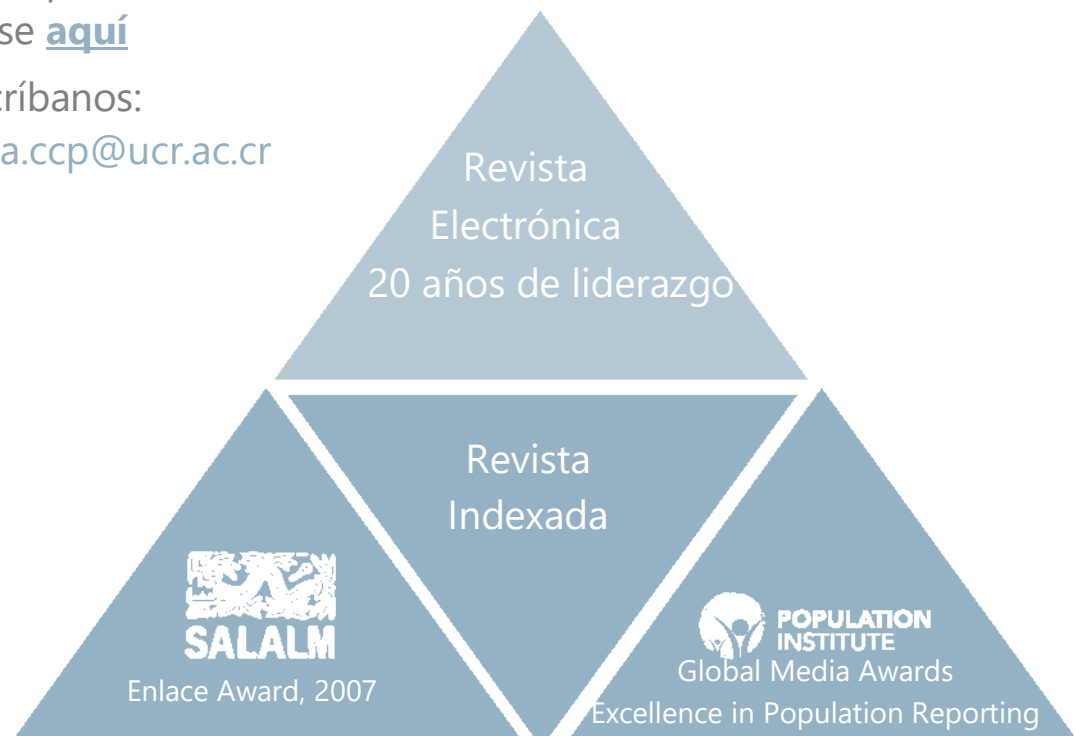 se aquí
críbanos:
a.ccp@ucr.ac.cr
Revista
Electrónica
20 años de liderazgo
Revista
Indexada
SALALM
Enlace Award, 2007
POPULATION
INSTITUTE
Global Media Awards
Excellence in Population Reporting